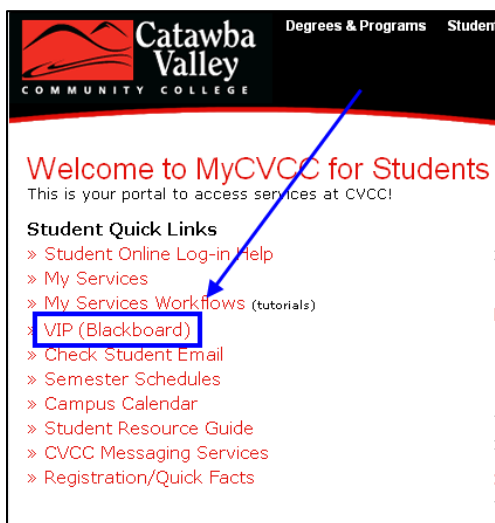 Catawba
Valley
COMMUNITY COLLEGE
Degrees & Programs
Welcome to MyCVCC for Students
This is your portal to access services at CVCC!
Student Quick Links
» Student Online Log-in Help
» My Services
» My Services Workflows (tutorials)
» VIP (Blackboard)
» Check Student Email
» Semester Schedules
» Campus Calendar
» Student Resource Guide
» CVCC Messaging Services
» Registration/Quick Facts